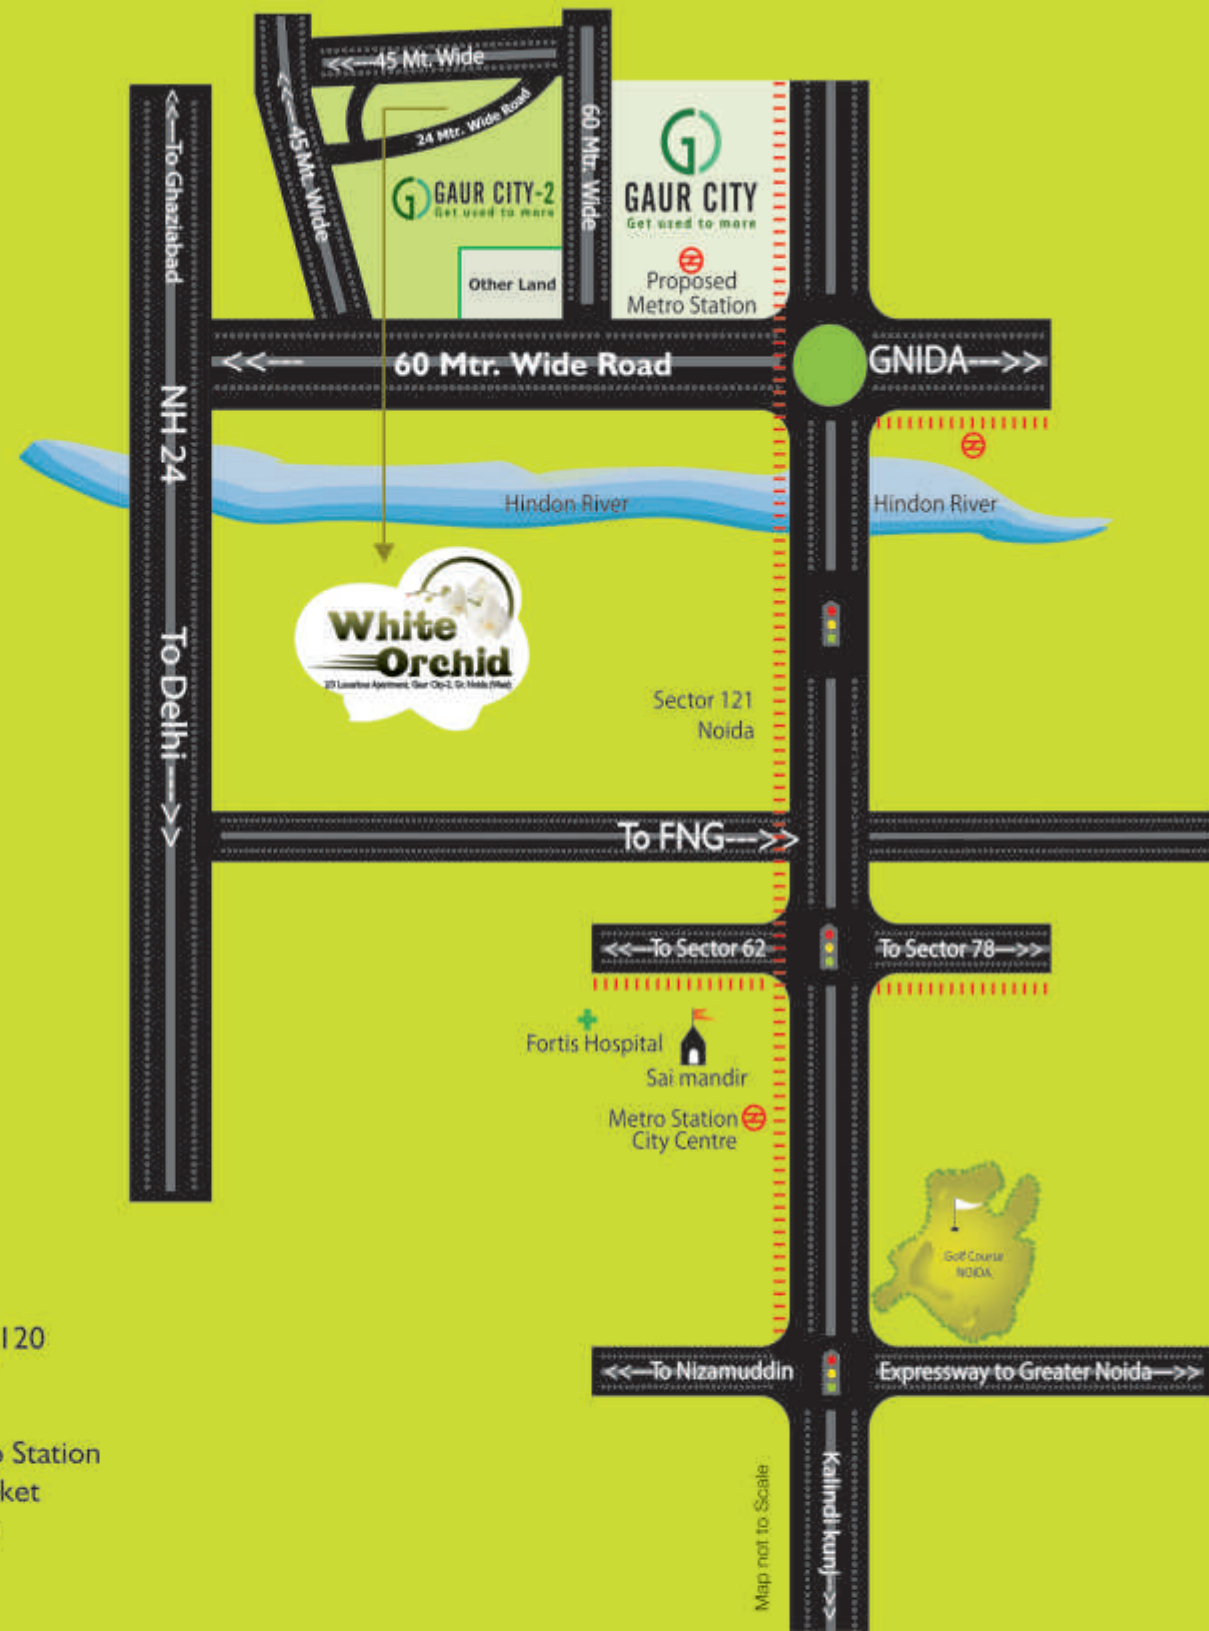 <<---45 Mt. Wide
<<---45 Mt. Wide
24 Mtr. Wide Road
60 Mtr. Wide
<---To Ghaziabad
GAUR CITY-2
Get used to more
GAUR CITY
Get used to more
Other Land
Proposed
Metro Station
<<---
60 Mtr. Wide Road
GNIDA--->>
NH-24
Hindon River
Hindon River
White
Orchid
Sector 121
Noida
To Delhi--->>
To FNG--->>
<<---To Sector 62
To Sector 78--->>
Fortis Hospital
Sai mandir
Metro Station
City Centre
Golf Course
NOIDA
120
<<---To Nizamuddin
Expressway to Greater Noida--->>
Station
ket
Map not to Scale
Kalindi kunj--->>